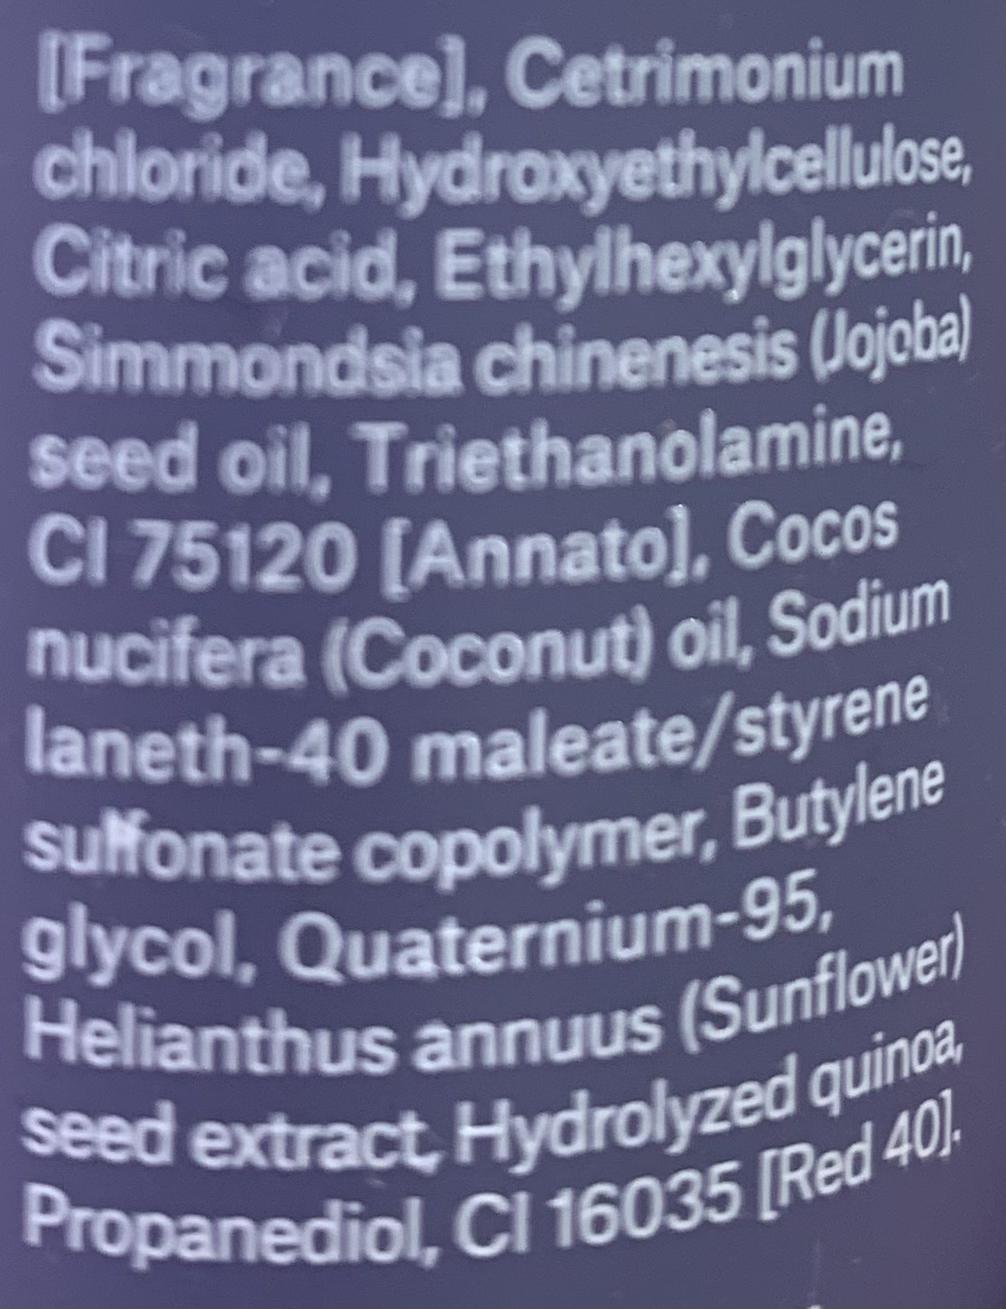 [Fragrance], Cetrimonium
chloride, Hydroxyethylcellulose,
Citric acid, Ethylhexylglycerin,
Simmondsia chinenesis (Jojoba)
seed oil, Triethanolamine,
CI 75120 [Annato], Cocos
nucifera (Coconut) oil, Sodium
laneth-40 maleate/styrene
sulfonate copolymer, Butylene
glycol, Quaternium-95,
Helianthus annuus (Sunflower)
seed extract, Hydrolyzed quinoa,
Propanediol, CI 16035 [Red 40].